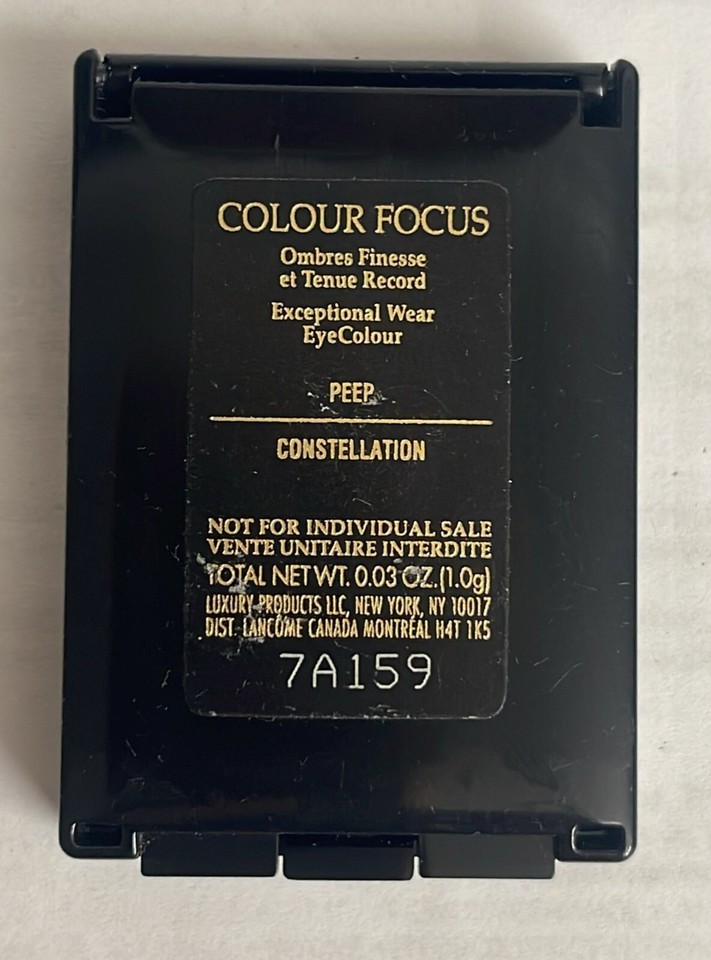 COLOUR FOCUS
Ombres Finesse
et Tenue Record
Exceptional Wear
EyeColour
PEEP
CONSTELLATION
NOT FOR INDIVIDUAL SALE
VENTE UNITAIRE INTERDITE
TOTAL NET WT. 0.03 OZ.(1.0g)
LUXURY PRODUCTS LLC, NEW YORK, NY 10017
DIST. LANCÔME CANADA MONTRÉAL H4T 1K5
7A159